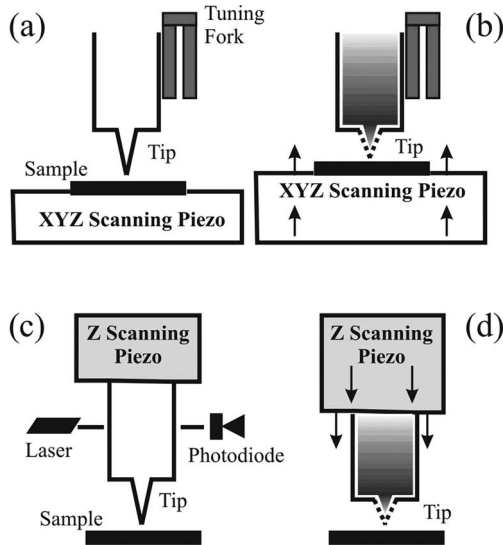 (a)
Tuning
Fork
Tip
Sample
XYZ Scanning Piezo
(b)
Tip
XYZ Scanning Piezo
(c)
Z Scanning
Piezo
Laser
Photodiode
Tip
Sample
(d)
Z Scanning
Piezo
Tip